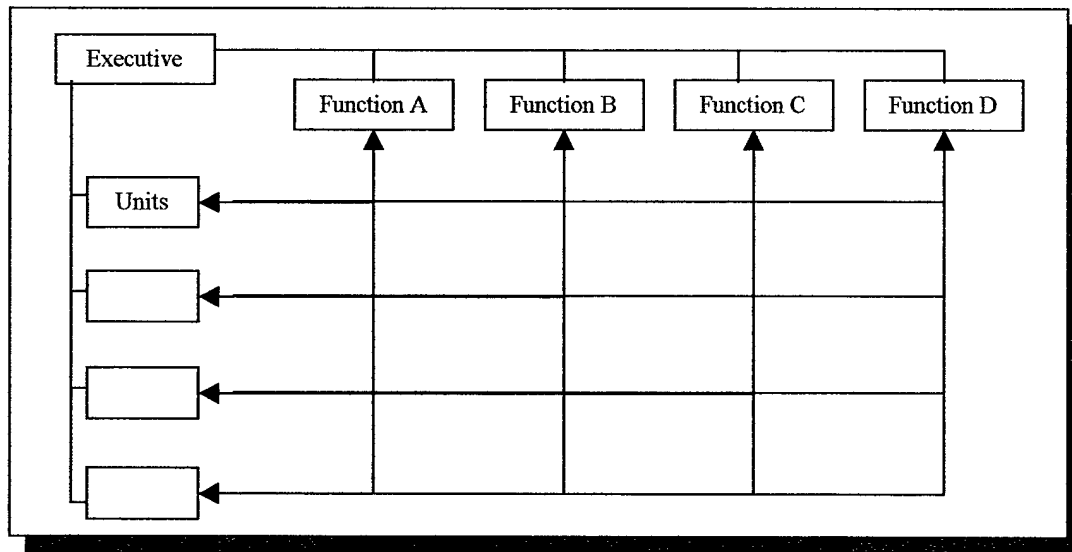 Executive
Function A
Function B
Function C
Function D
Units